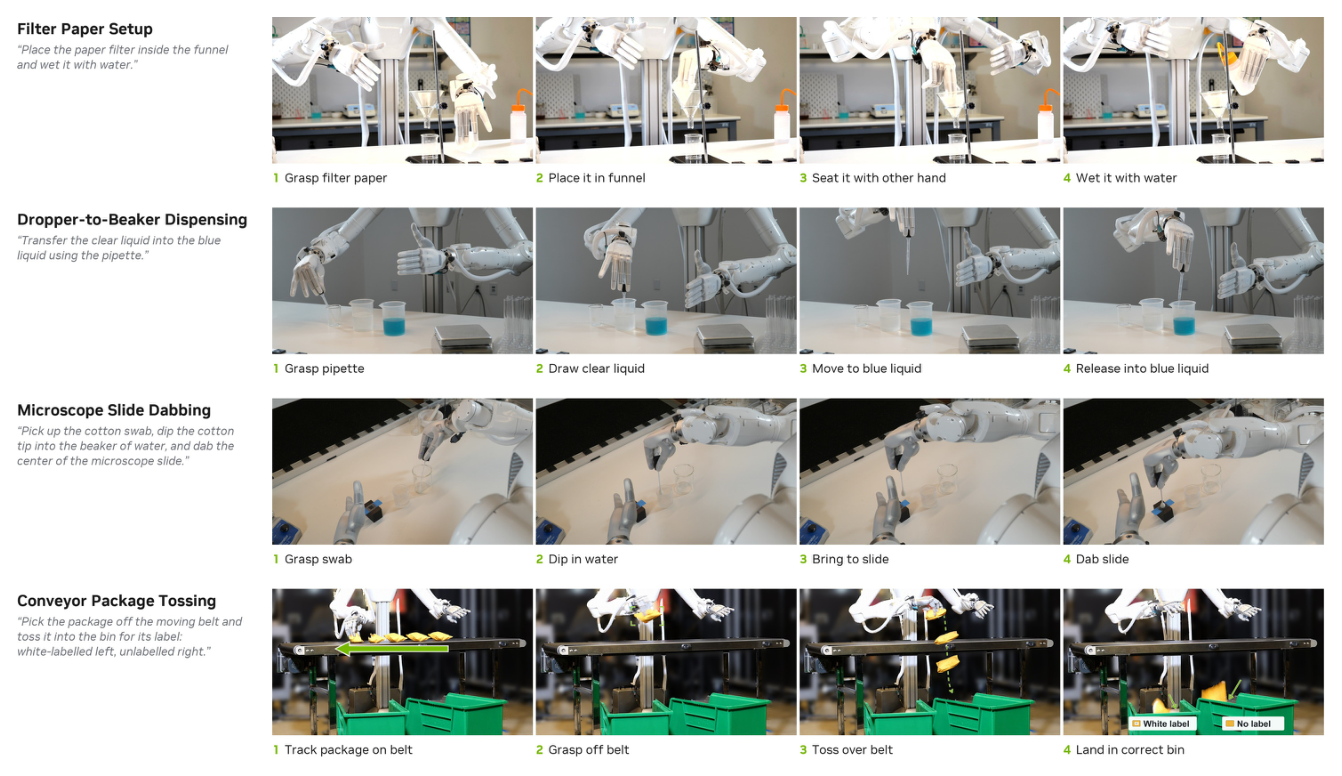 Filter Paper Setup
“Place the paper filter inside the funnel
and wet it with water.”
1 Grasp filter paper
2 Place it in funnel
3 Seat it with other hand
4 Wet it with water
Dropper-to-Beaker Dispensing
“Transfer the clear liquid into the blue
liquid using the pipette.”
1 Grasp pipette
2 Draw clear liquid
3 Move to blue liquid
4 Release into blue liquid
Microscope Slide Dabbing
“Pick up the cotton swab, dip the cotton
tip into the beaker of water, and dab the
center of the microscope slide.”
1 Grasp swab
2 Dip in water
3 Bring to slide
4 Dab slide
Conveyor Package Tossing
“Pick the package off the moving belt and
toss it into the bin for its label:
white-labelled left, unlabelled right.”
White label
No label
1 Track package on belt
2 Grasp off belt
3 Toss over belt
4 Land in correct bin